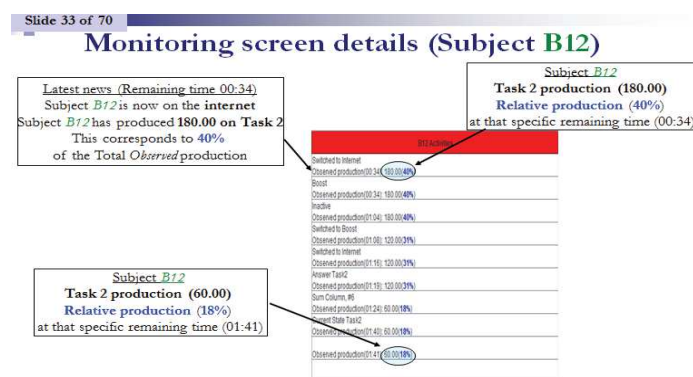 Slide 33 of 70
Monitoring screen details (Subject B12)
Latest news (Remaining time 00:34)
Subject B12 is now on the internet
Subject B12 has produced 180.00 on Task 2
This corresponds to 40%
of the Total Observed production
Subject B12
Task 2 production (180.00)
Relative production (40%)
at that specific remaining time (00:34)
B12 Activities
Switched to Internet
Observed production(00:34): 180.00(40%)
Boost
Observed production(00:34): 180.00(40%)
Inactive
Observed production(01:04): 180.00(40%)
Switched to Boost
Observed production(01:08): 120.00(31%)
Switched to Internet
Observed production(01:16): 120.00(31%)
Answer Task2
Observed production(01:19): 120.00(31%)
Sum Column, #6
Observed production(01:24): 60.00(18%)
Current State Task2
Observed production(01:40): 60.00(18%)
Observed production(01:41): 60.00(18%)
Subject B12
Task 2 production (60.00)
Relative production (18%)
at that specific remaining time (01:41)